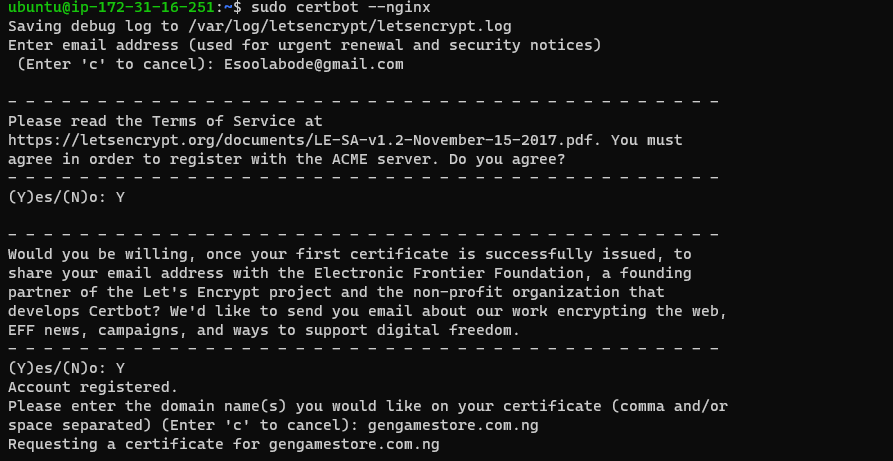 ubuntu@ip-172-31-16-251:~$ sudo certbot --nginx
Saving debug log to /var/log/letsencrypt/letsencrypt.log
Enter email address (used for urgent renewal and security notices)
 (Enter 'c' to cancel): Esoolabode@gmail.com

- - - - - - - - - - - - - - - - - - - - - - - - - - - - - - - - - - - - - - - -
Please read the Terms of Service at
https://letsencrypt.org/documents/LE-SA-v1.2-November-15-2017.pdf. You must
agree in order to register with the ACME server. Do you agree?
- - - - - - - - - - - - - - - - - - - - - - - - - - - - - - - - - - - - - - - -
(Y)es/(N)o: Y

- - - - - - - - - - - - - - - - - - - - - - - - - - - - - - - - - - - - - - - -
Would you be willing, once your first certificate is successfully issued, to
share your email address with the Electronic Frontier Foundation, a founding
partner of the Let's Encrypt project and the non-profit organization that
develops Certbot? We'd like to send you email about our work encrypting the web,
EFF news, campaigns, and ways to support digital freedom.
- - - - - - - - - - - - - - - - - - - - - - - - - - - - - - - - - - - - - - - -
(Y)es/(N)o: Y
Account registered.
Please enter the domain name(s) you would like on your certificate (comma and/or
space separated) (Enter 'c' to cancel): gengamestore.com.ng
Requesting a certificate for gengamestore.com.ng